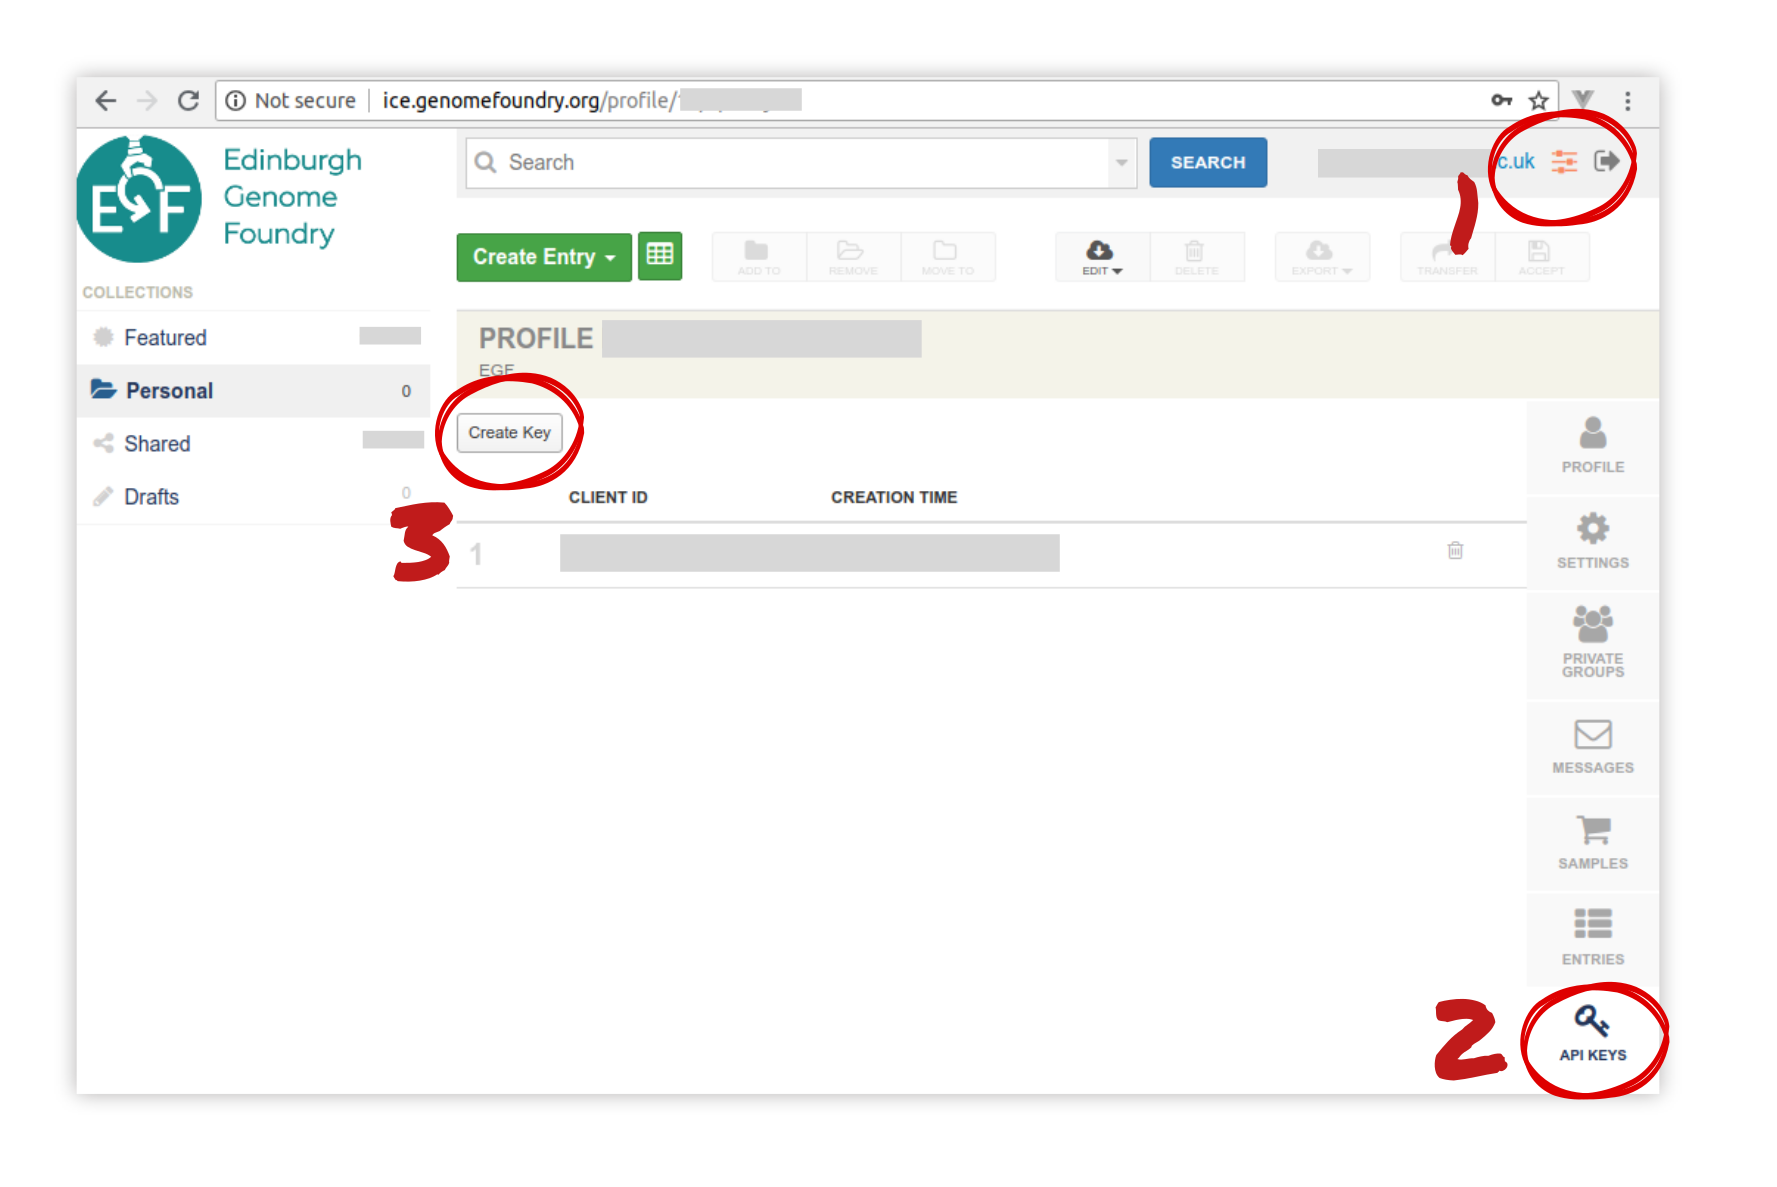 Not secure | ice.genomefoundry.org/profile/
EGF
Edinburgh
Genome
Foundry
Search
SEARCH
c.uk
1
Create Entry
ADD TO
REMOVE
MOVE TO
EDIT
DELETE
EXPORT
TRANSFER
ACCEPT
COLLECTIONS
Featured
Personal 0
Shared
Drafts 0
PROFILE
EGF
Create Key
3
CLIENT ID CREATION TIME
1
PROFILE
SETTINGS
PRIVATE
GROUPS
MESSAGES
SAMPLES
ENTRIES
2
API KEYS